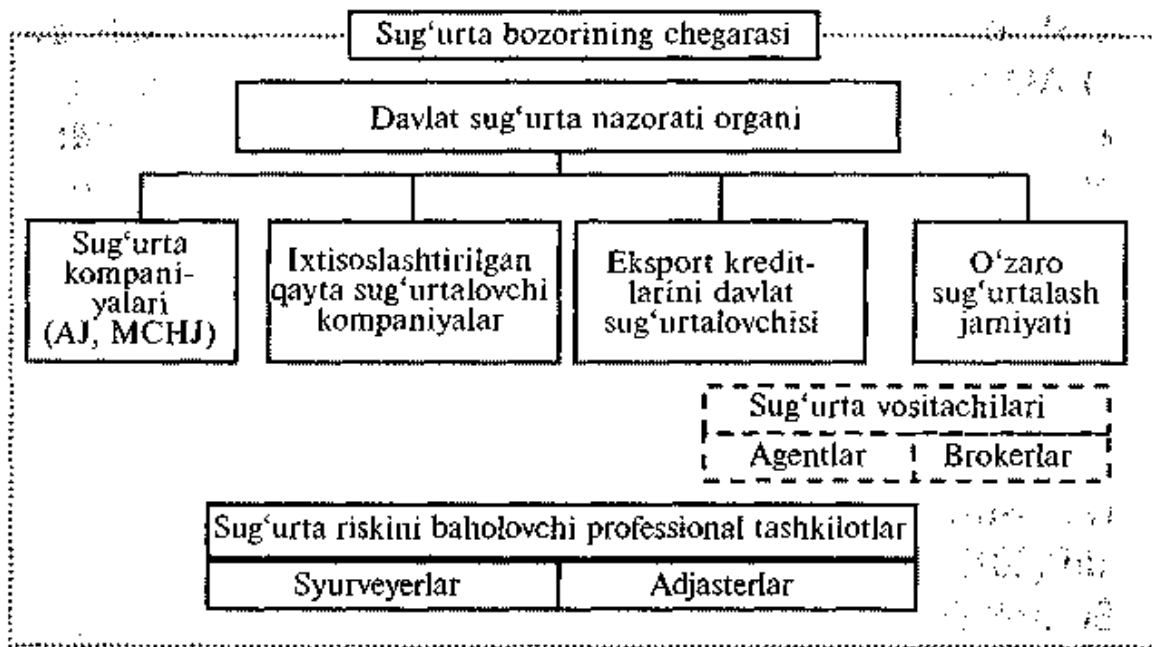 Sug‘urta bozorining chegarasi
Davlat sug‘urta nazorati organi
Sug‘urta
kompani-
yalari
(AJ, MCHJ)
Ixtisoslashtirilgan
qayta sug‘urtalovchi
kompaniyalar
Eksport kredit-
larini davlat
sug‘urtalovchisi
O‘zaro
sug‘urtalash
jamiyati
Sug‘urta vositachilari
Agentlar
Brokerlar
Sug‘urta riskini baholovchi professional tashkilotlar
Syurveyerlar
Adjasterlar